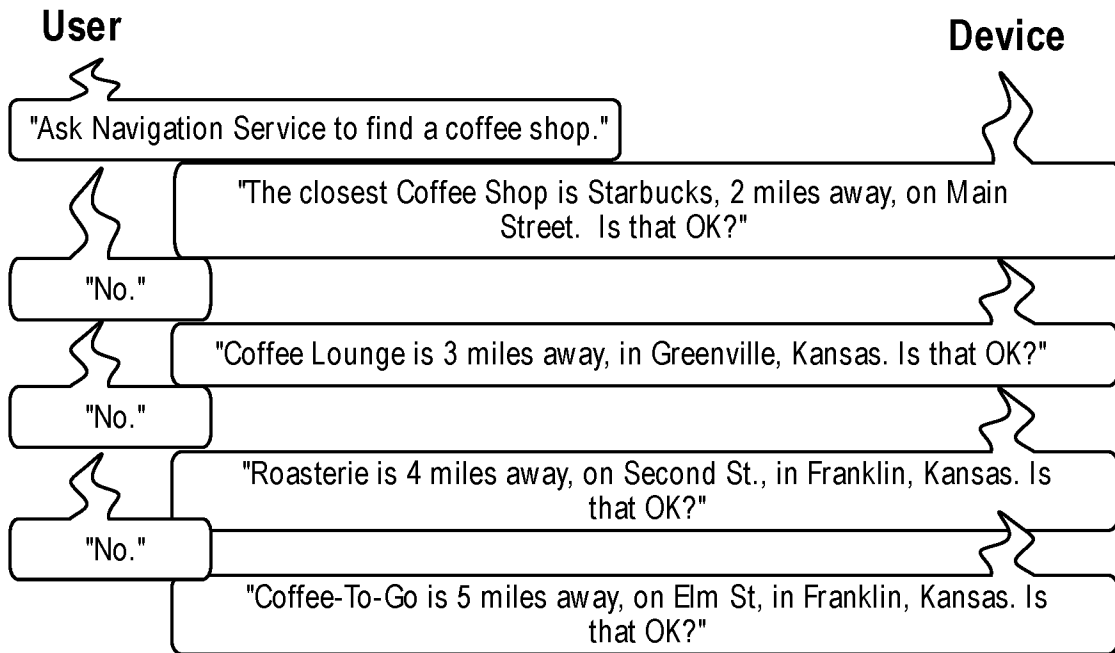 User
Device
"Ask Navigation Service to find a coffee shop."
"The closest Coffee Shop is Starbucks, 2 miles away, on Main
Street.  Is that OK?"
"No."
"Coffee Lounge is 3 miles away, in Greenville, Kansas. Is that OK?"
"No."
"Roasterie is 4 miles away, on Second St., in Franklin, Kansas. Is
that OK?"
"No."
"Coffee-To-Go is 5 miles away, on Elm St, in Franklin, Kansas. Is
that OK?"